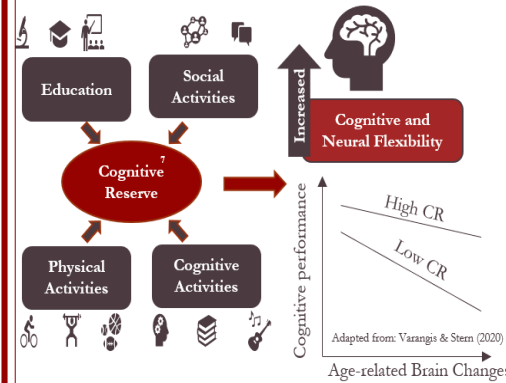 Education
Social
Activities
Increased
Cognitive and
Neural Flexibility
Cognitive 7
Reserve
Physical
Activities
Cognitive
Activities
Cognitive performance
High CR
Low CR
Adapted from: Varangis & Stern (2020)
Age-related Brain Changes